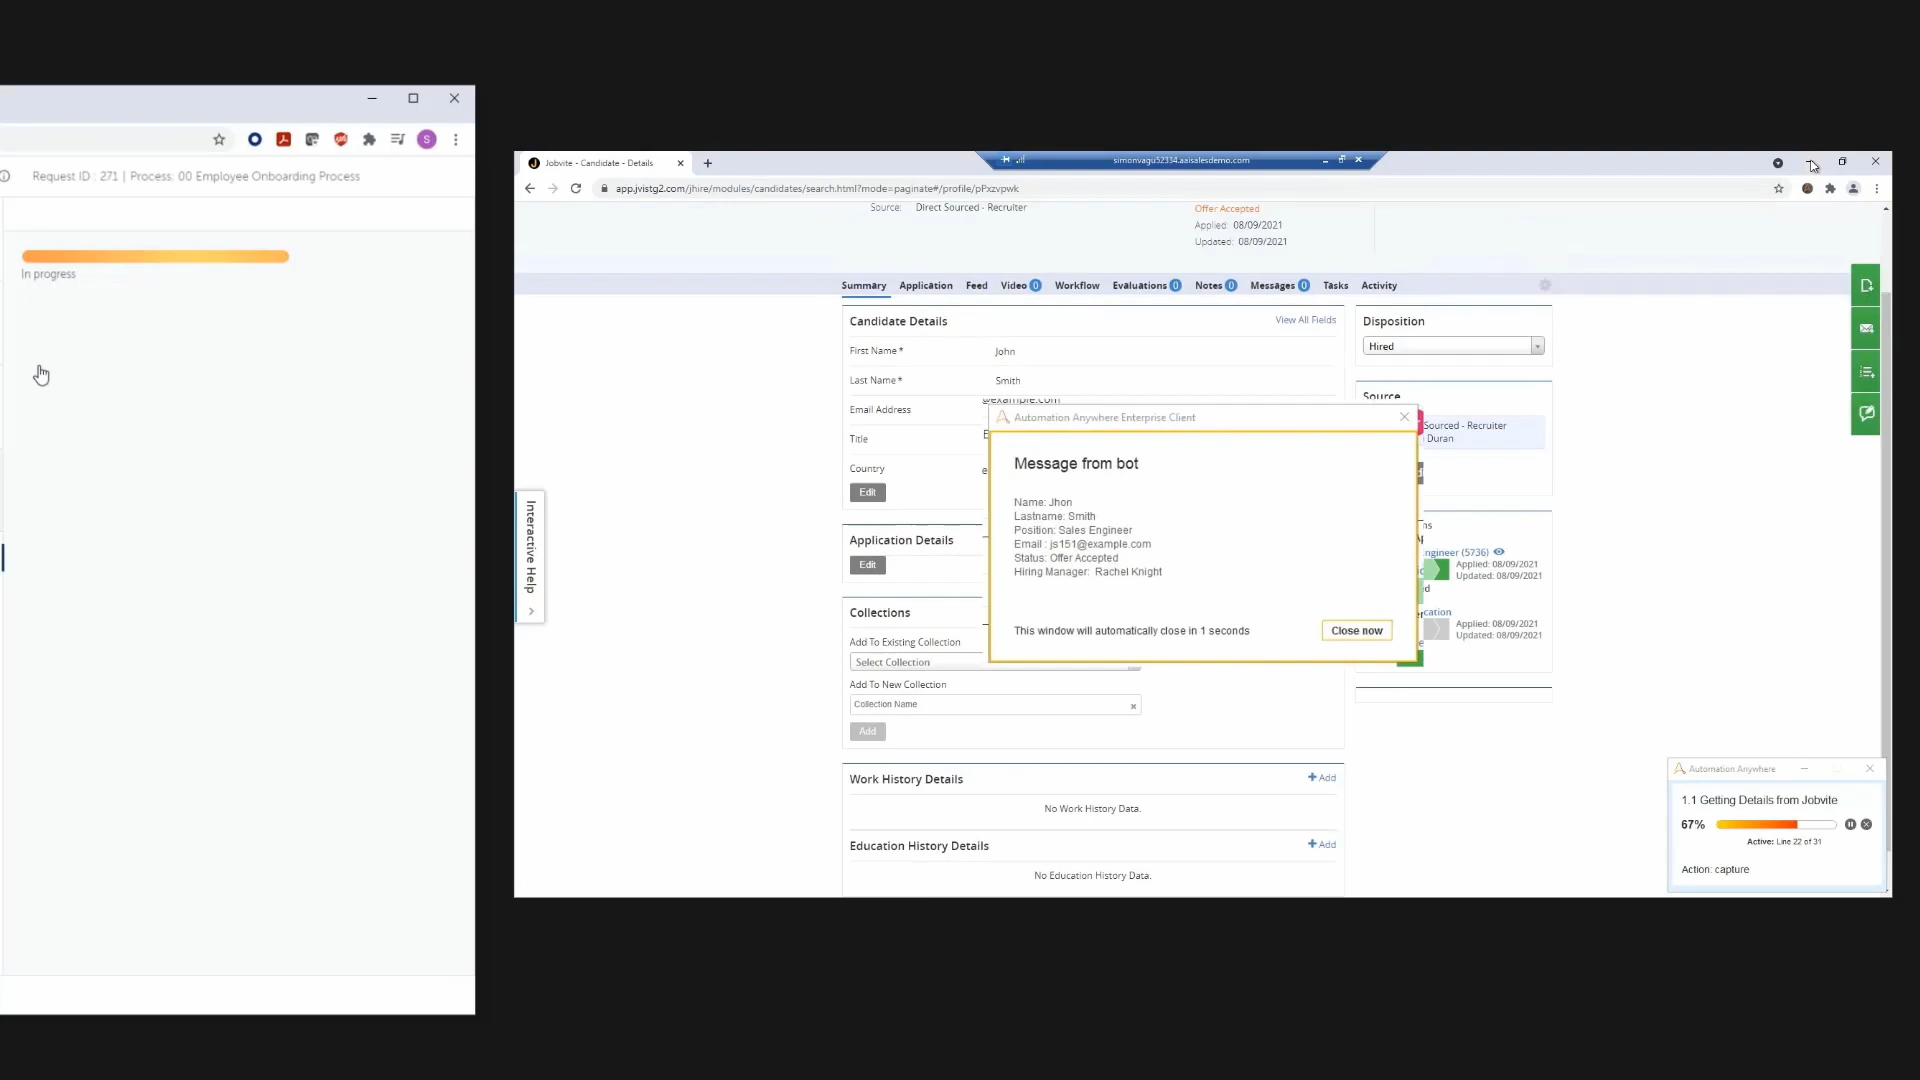 Request ID : 271 | Process: 00 Employee Onboarding Process
In progress
Jobvite - Candidate - Details
simonvagu52334.aaisalesdemo.com
app.jvistg2.com/jhire/modules/candidates/search.html?mode=paginate#/profile/pPxzvpwk
Source: Direct Sourced - Recruiter
Offer Accepted
Applied: 08/09/2021
Updated: 08/09/2021
Summary Application Feed Video 0 Workflow Evaluations 0 Notes 0 Messages 0 Tasks Activity
Candidate Details View All Fields
First Name* John
Last Name* Smith
Email Address @example.com
Title
Country
Edit
Application Details
Edit
Collections
Add To Existing Collection
Select Collection
Add To New Collection
Collection Name
Add
Work History Details Add
No Work History Data.
Education History Details Add
No Education History Data.
Disposition
Hired
Source
Sourced - Recruiter
Duran
ngineer (5736)
Applied: 08/09/2021
Updated: 08/09/2021
cation
Applied: 08/09/2021
Updated: 08/09/2021
Interactive Help
Automation Anywhere Enterprise Client
Message from bot
Name: Jhon
Lastname: Smith
Position: Sales Engineer
Email : js151@example.com
Status: Offer Accepted
Hiring Manager: Rachel Knight
This window will automatically close in 1 seconds Close now
Automation Anywhere
1.1 Getting Details from Jobvite
67%
Active: Line 22 of 31
Action: capture